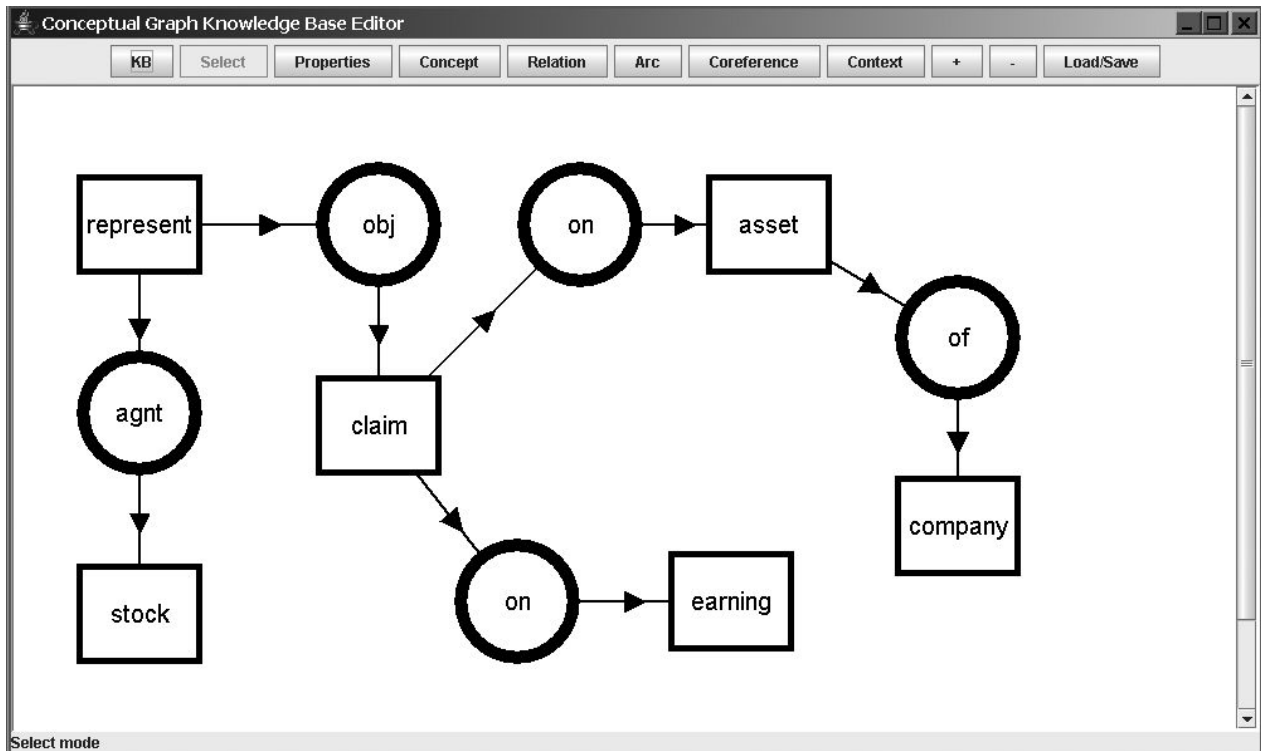 Conceptual Graph Knowledge Base Editor
KB Select Properties Concept Relation Arc Coreference Context + - Load/Save
represent obj on asset
of
agnt claim
company
on earning
stock
Select mode